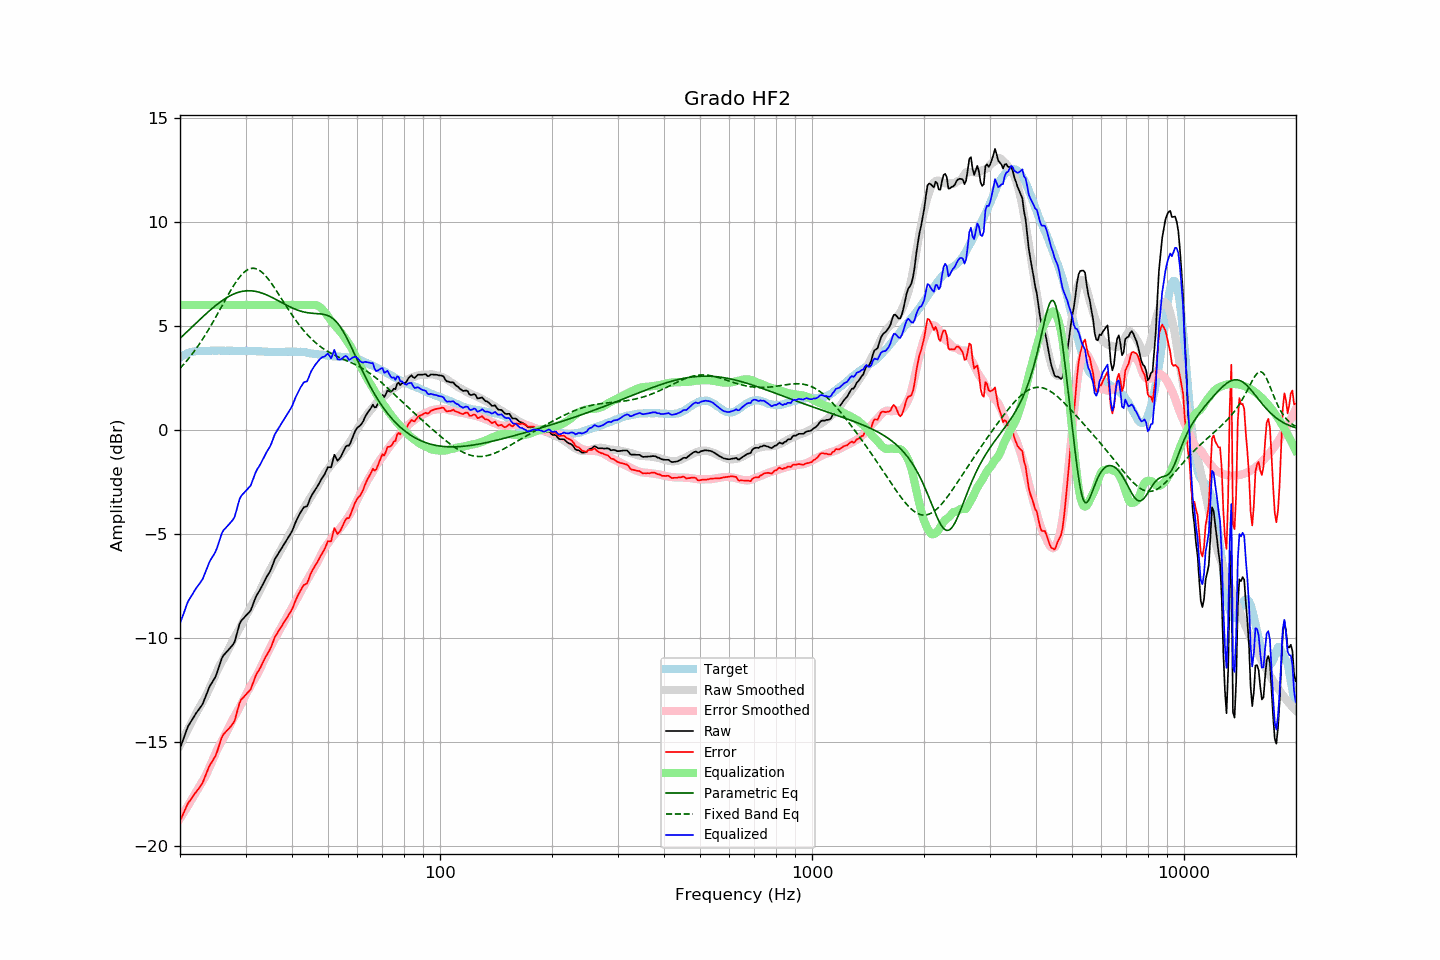 Grado HF2
15
10
5
0
−5
−10
−15
−20
Amplitude (dBr)
100
1000
10000
Frequency (Hz)
Target
Raw Smoothed
Error Smoothed
Raw
Error
Equalization
Parametric Eq
Fixed Band Eq
Equalized